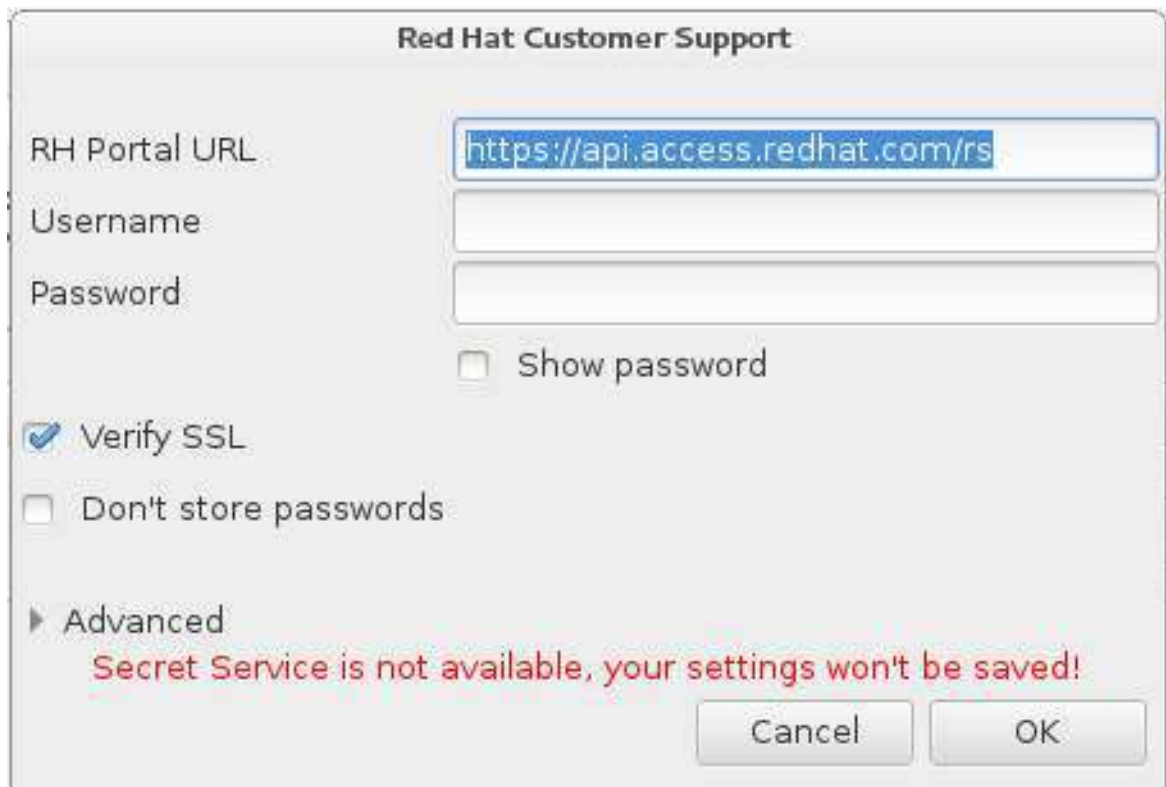 Red Hat Customer Support
RH Portal URL https://api.access.redhat.com/rs
Username
Password
Show password
Verify SSL
Don't store passwords
Advanced
Secret Service is not available, your settings won't be saved!
Cancel OK